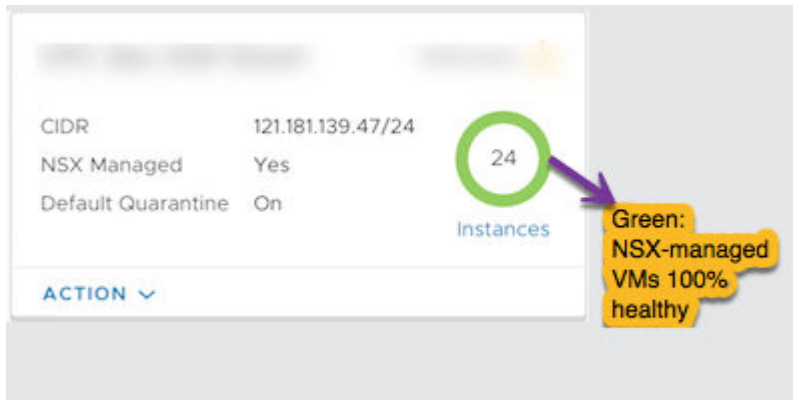 CIDR 121.181.139.47/24
NSX Managed Yes
Default Quarantine On
24
Instances
ACTION
Green:
NSX-managed
VMs 100%
healthy